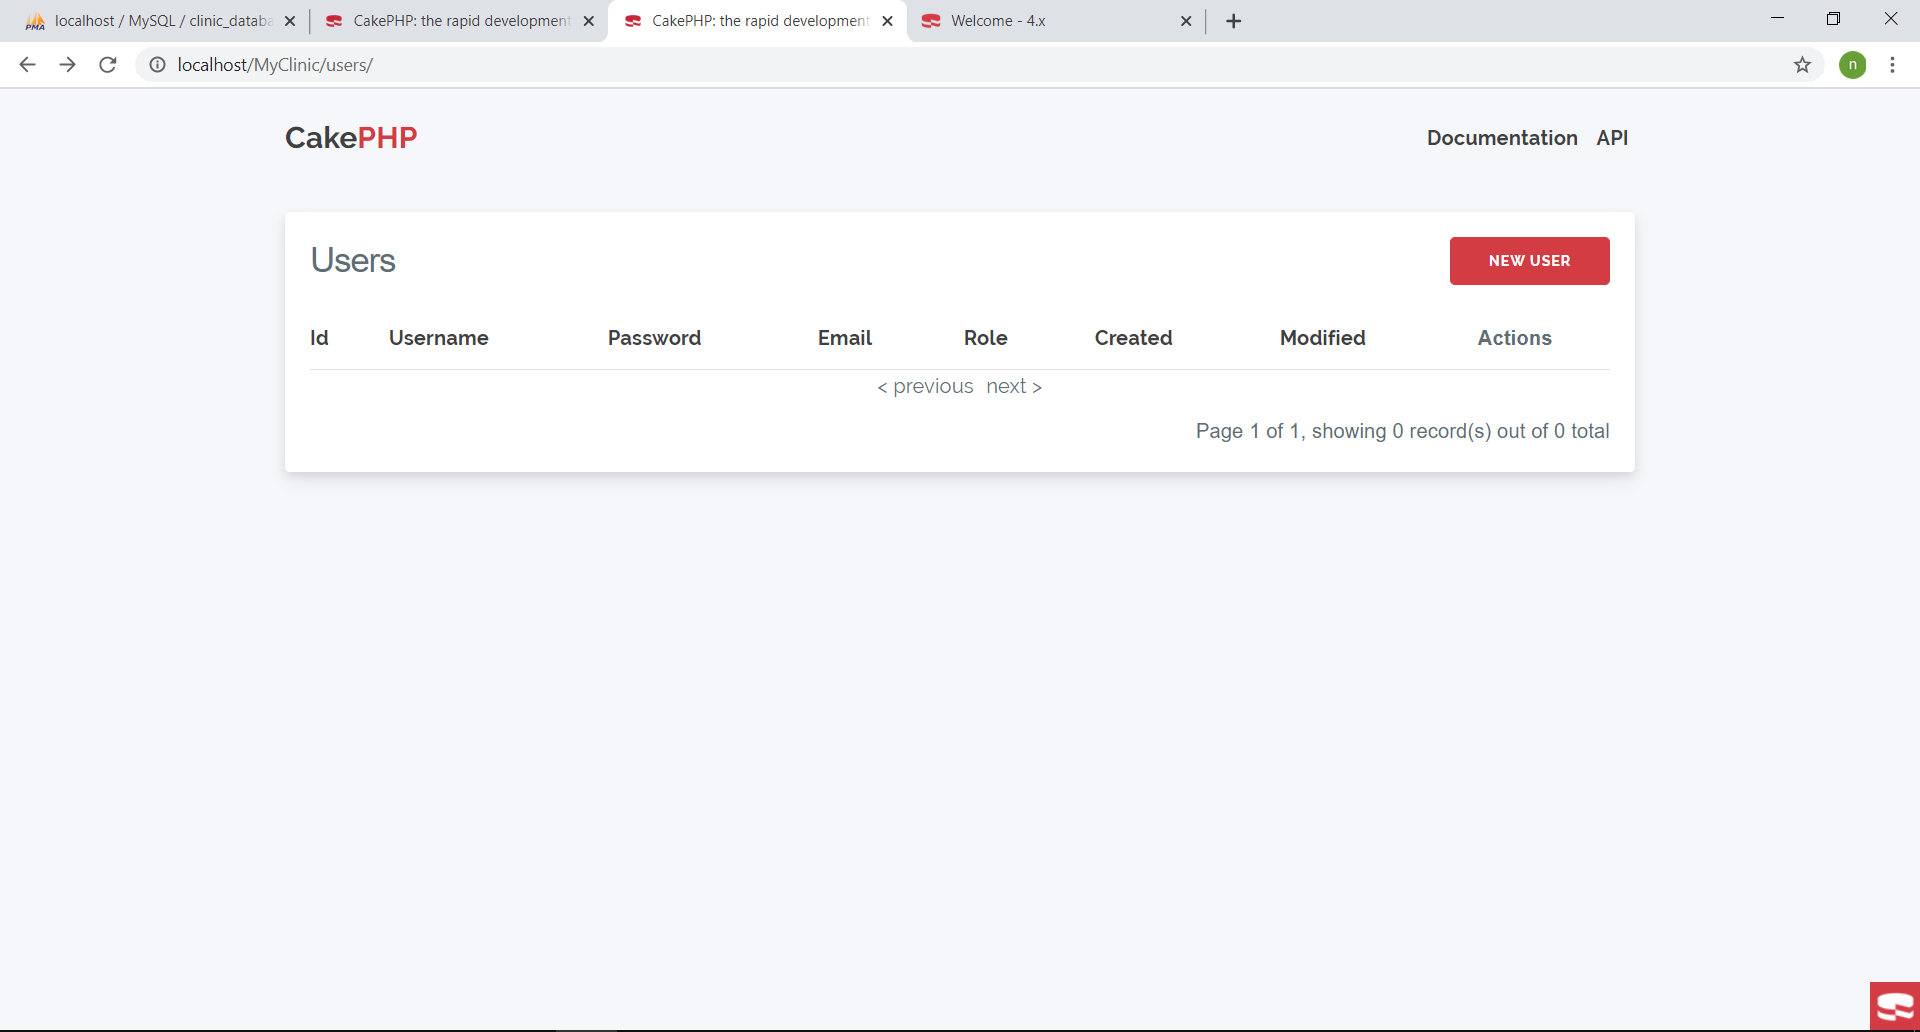 PMA localhost / MySQL / clinic_databa
CakePHP: the rapid development
CakePHP: the rapid development
Welcome - 4.x
localhost/MyClinic/users/
n
CakePHP
Documentation API
Users
NEW USER
Id Username Password Email Role Created Modified Actions
< previous next >
Page 1 of 1, showing 0 record(s) out of 0 total